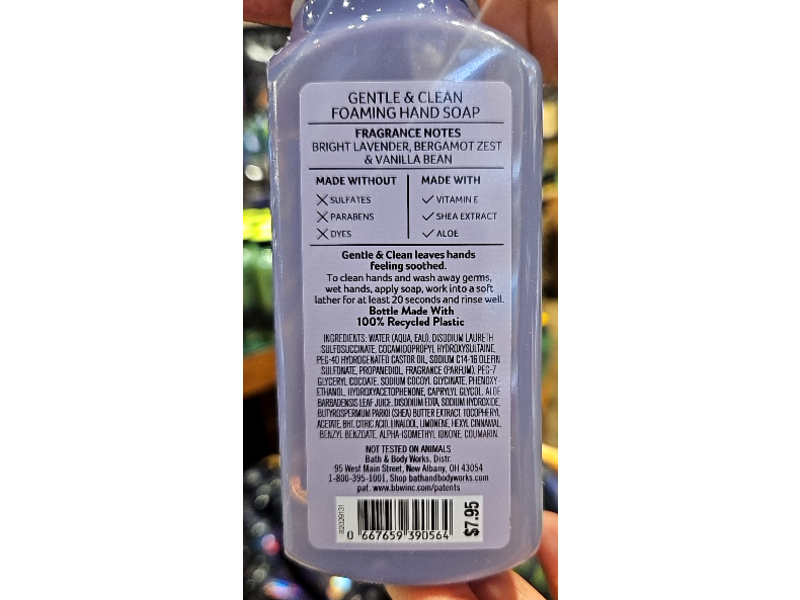 GENTLE & CLEAN
FOAMING HAND SOAP
FRAGRANCE NOTES
BRIGHT LAVENDER, BERGAMOT ZEST
& VANILLA BEAN
MADE WITHOUT
SULFATES
PARABENS
DYES
MADE WITH
VITAMIN E
SHEA EXTRACT
ALOE
Gentle & Clean leaves hands
feeling soothed.
To clean hands and wash away germs,
wet hands, apply soap, work into a soft
lather for at least 20 seconds and rinse well.
Bottle Made With
100% Recycled Plastic
INGREDIENTS: WATER (AQUA, EAU), DISODIUM LAURETH
SULFOSUCCINATE, COCAMIDOPROPYL HYDROXYSULTAINE,
PEG-40 HYDROGENATED CASTOR OIL, SODIUM C14-16 OLEFIN
SULFONATE, PROPANEDIOL, FRAGRANCE (PARFUM), PEG-7
GLYCERYL COCOATE, SODIUM COCOYL GLYCINATE, PHENOXY-
ETHANOL, HYDROXYACETOPHENONE, CAPRYLYL GLYCOL, ALOE
BARBADENSIS LEAF JUICE, DISODIUM EDTA, SODIUM HYDROXIDE,
BUTYROSPERMUM PARKII (SHEA) BUTTER EXTRACT, TOCOPHERYL
ACETATE, BHT, CITRIC ACID, LINALOOL, LIMONENE, HEXYL CINNAMAL,
BENZYL BENZOATE, ALPHA-ISOMETHYL IONONE, COUMARIN.
NOT TESTED ON ANIMALS
Bath & Body Works, Distr.
95 West Main Street, New Albany, OH 43054
1-800-395-1001, Shop bathandbodyworks.com
pat. www.bbwinc.com/patents
82029131
0 667659 390564
$7.95